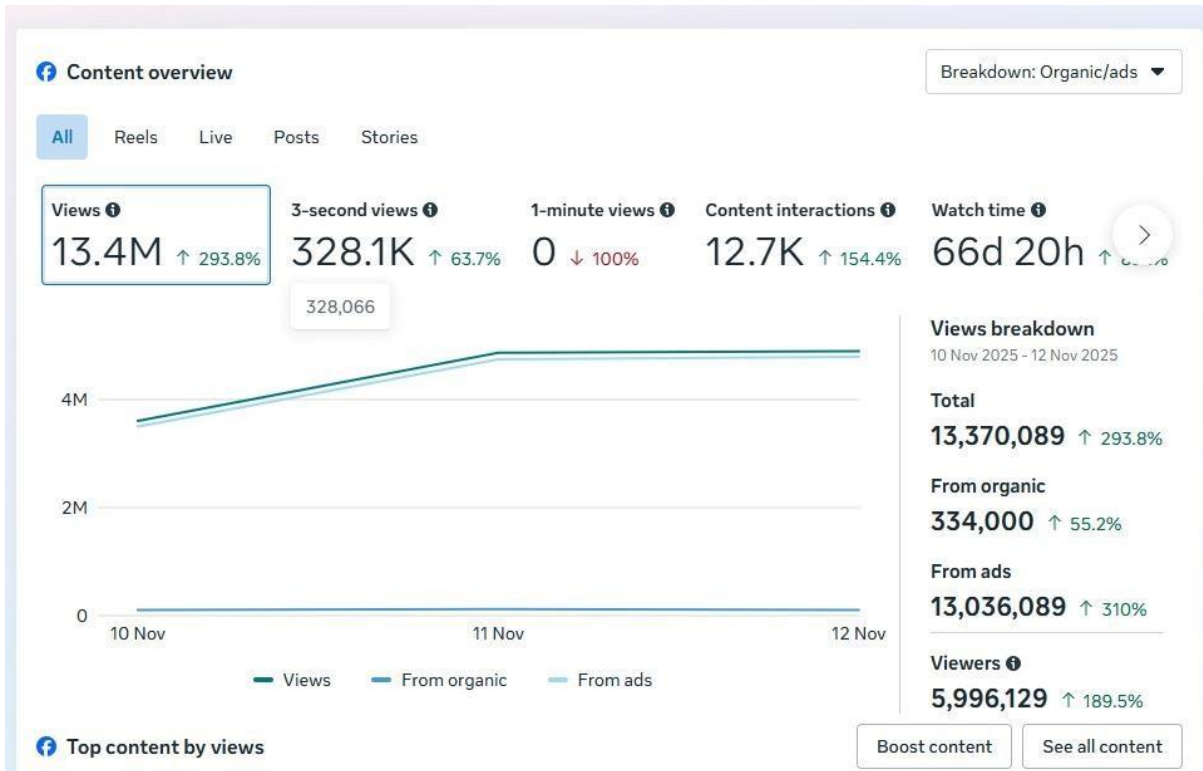 Content overview
Breakdown: Organic/ads
All Reels Live Posts Stories
Views 3-second views 1-minute views Content interactions Watch time
13.4M ↑ 293.8% 328.1K ↑ 63.7% 0 ↓ 100% 12.7K ↑ 154.4% 66d 20h ↑
328,066
4M
2M
0
10 Nov 11 Nov 12 Nov
Views From organic From ads
Views breakdown
10 Nov 2025 - 12 Nov 2025
Total
13,370,089 ↑ 293.8%
From organic
334,000 ↑ 55.2%
From ads
13,036,089 ↑ 310%
Viewers
5,996,129 ↑ 189.5%
Top content by views
Boost content See all content